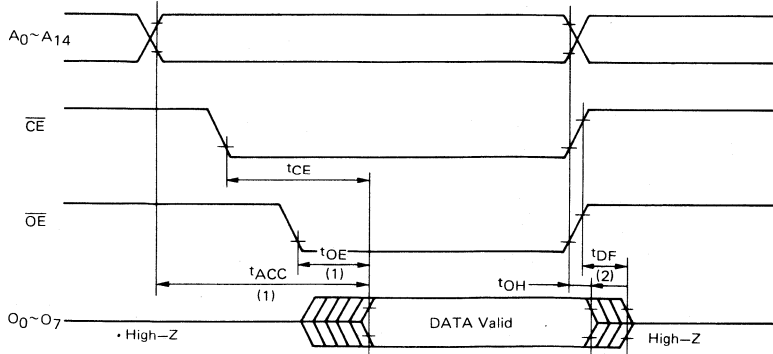 A0~A14
CE
tCE
OE
tOE
(1)
tDF
(2)
tACC
(1)
tOH
O0~O7
DATA Valid
High-Z
High-Z